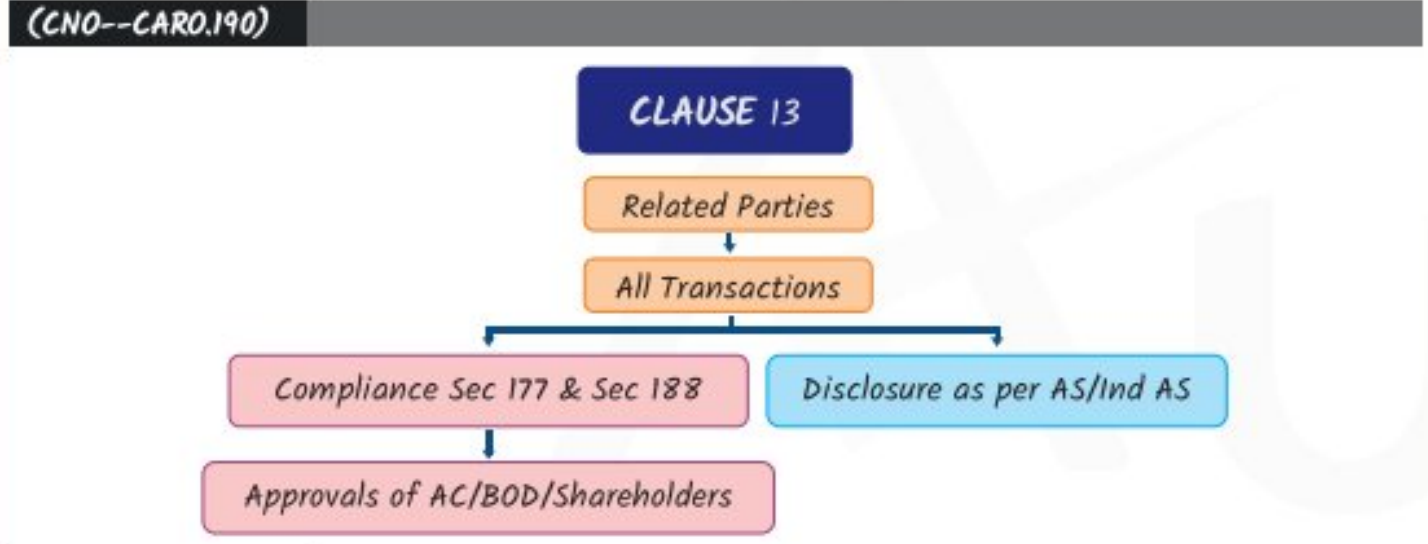 (CNO--CARO.190)
CLAUSE 13
Related Parties
All Transactions
Compliance Sec 177 & Sec 188
Disclosure as per AS/Ind AS
Approvals of AC/BOD/Shareholders